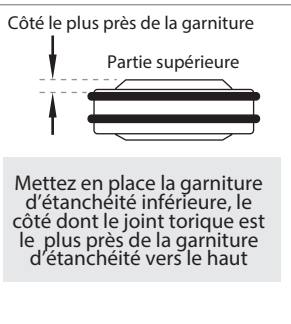 Côté le plus près de la garniture
Partie supérieure
Mettez en place la garniture
d'étanchéité inférieure, le
côté dont le joint torique est
le plus près de la garniture
d'étanchéité vers le haut